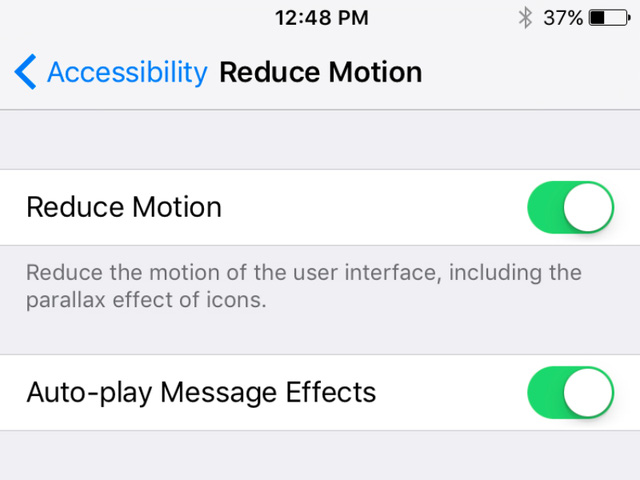 12:48 PM 37%
Accessibility Reduce Motion
Reduce Motion
Reduce the motion of the user interface, including the
parallax effect of icons.
Auto-play Message Effects